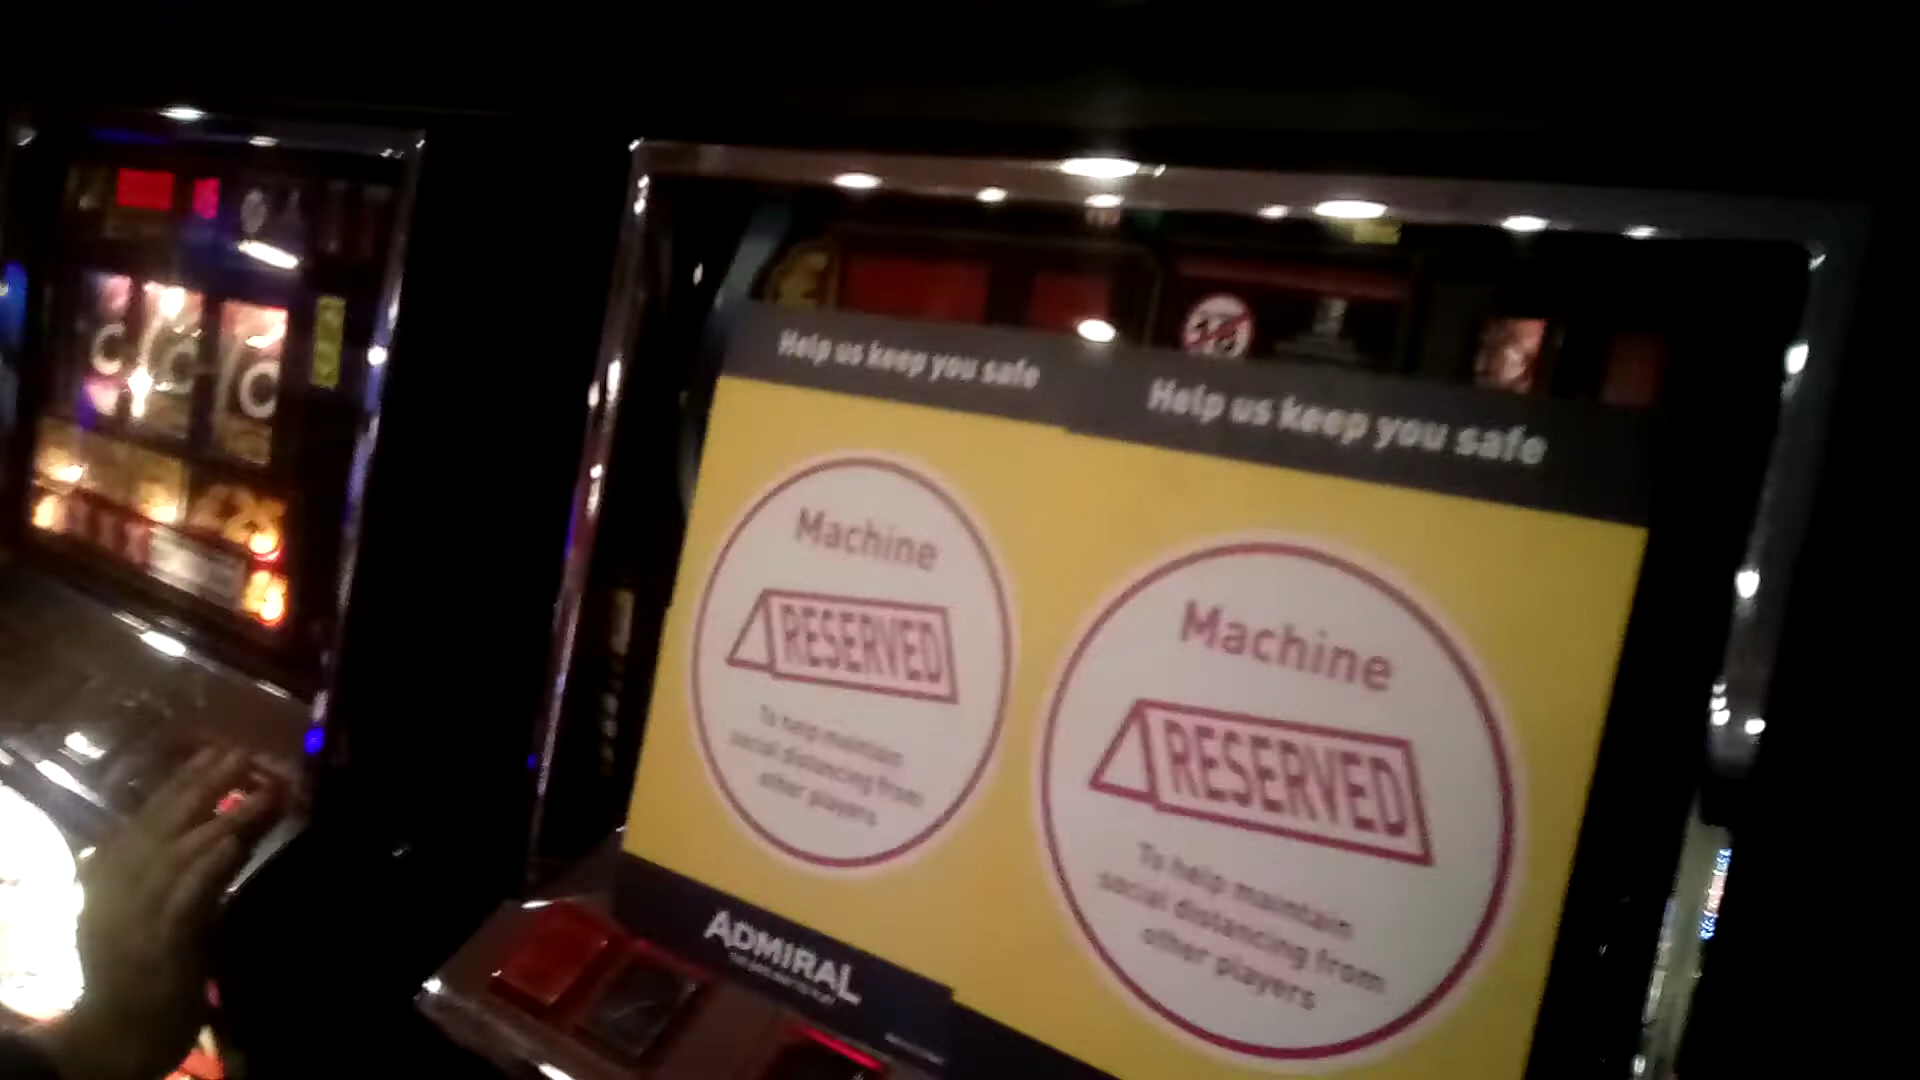 Help us keep you safe
Machine
RESERVED
To help maintain
social distancing from
other players
ADMIRAL
Help us keep you safe
Machine
RESERVED
To help maintain
social distancing from
other players